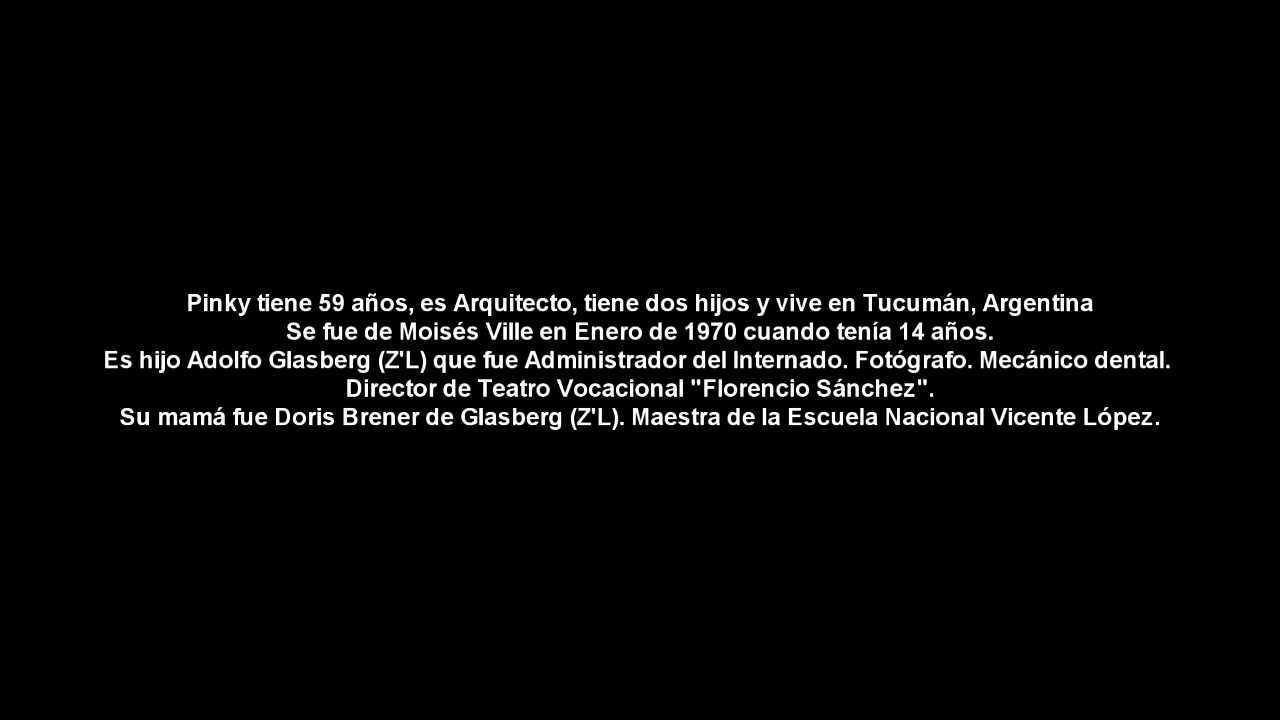 Pinky tiene 59 años, es Arquitecto, tiene dos hijos y vive en Tucumán, Argentina
Se fue de Moisés Ville en Enero de 1970 cuando tenía 14 años.
Es hijo Adolfo Glasberg (Z'L) que fue Administrador del Internado. Fotógrafo. Mecánico dental.
Director de Teatro Vocacional "Florencio Sánchez".
Su mamá fue Doris Brener de Glasberg (Z'L). Maestra de la Escuela Nacional Vicente López.